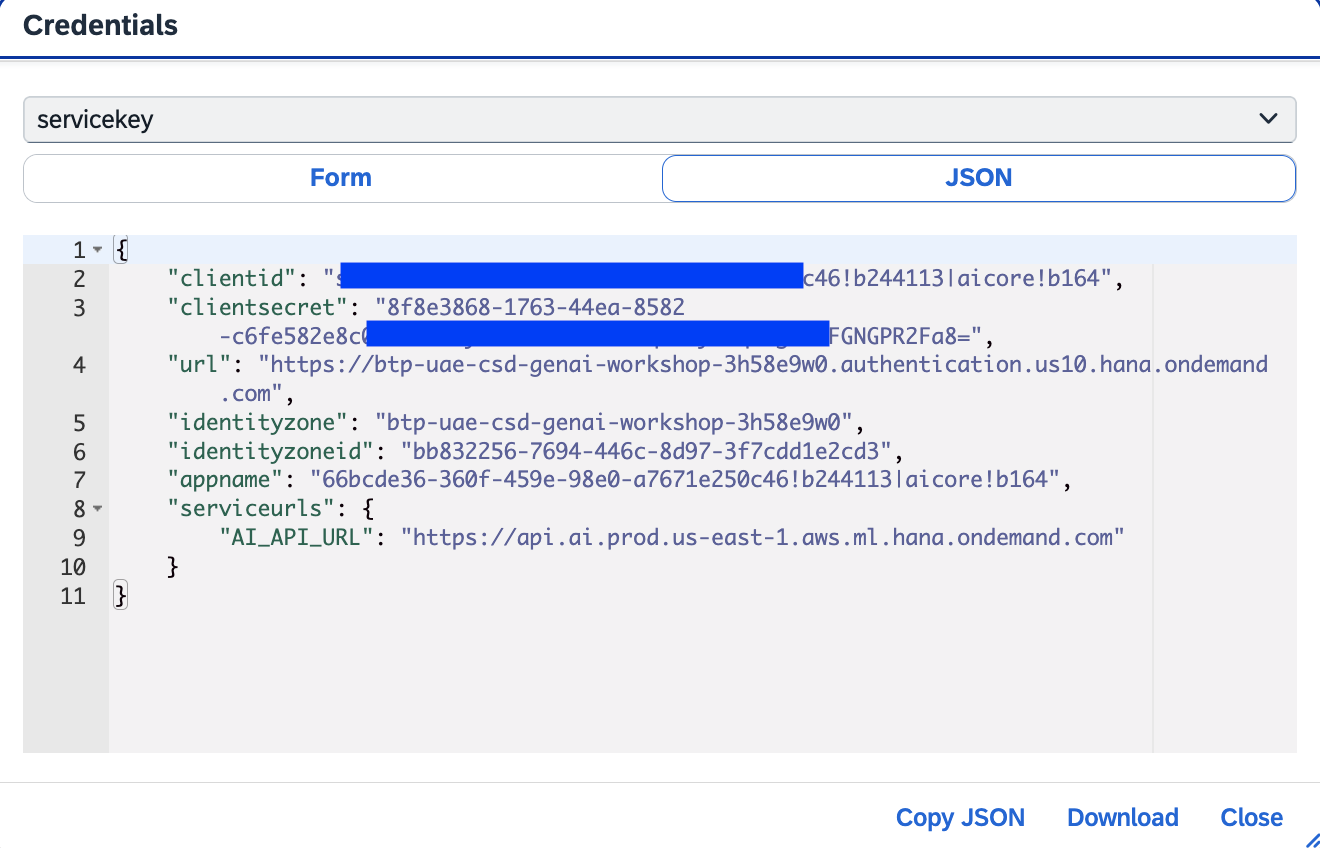 Credentials
servicekey
Form JSON
1 {
2 "clientid": "s c46!b244113|aicore!b164",
3 "clientsecret": "8f8e3868-1763-44ea-8582
-c6fe582e8c FGNGPR2Fa8=",
4 "url": "https://btp-uae-csd-genai-workshop-3h58e9w0.authentication.us10.hana.ondemand
.com",
5 "identityzone": "btp-uae-csd-genai-workshop-3h58e9w0",
6 "identityzoneid": "bb832256-7694-446c-8d97-3f7cdd1e2cd3",
7 "appname": "66bcde36-360f-459e-98e0-a7671e250c46!b244113|aicore!b164",
8 "serviceurls": {
9 "AI_API_URL": "https://api.ai.prod.us-east-1.aws.ml.hana.ondemand.com"
10 }
11 }
Copy JSON Download Close